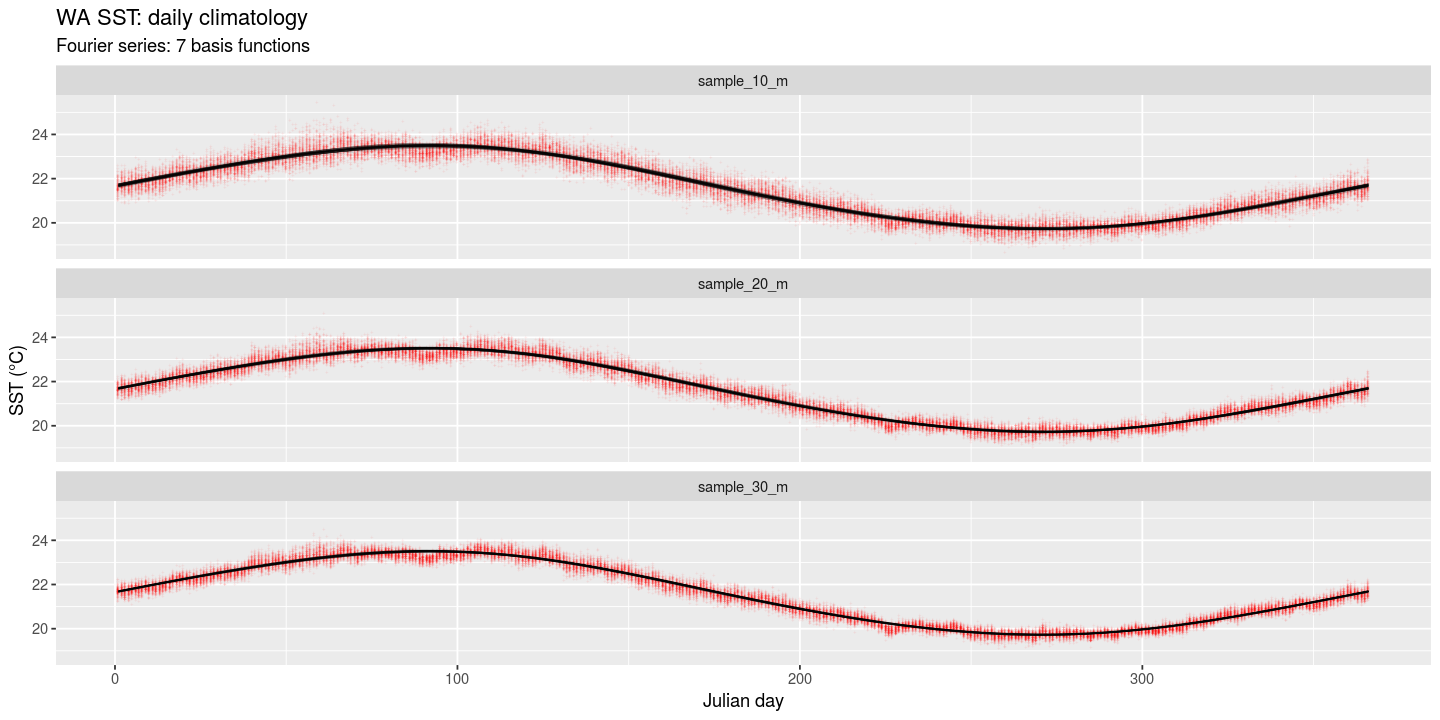 WA SST: daily climatology
Fourier series: 7 basis functions
sample_10_m
24
22
20
sample_20_m
24
22
20
sample_30_m
24
22
20
SST (°C)
0 100 200 300
Julian day